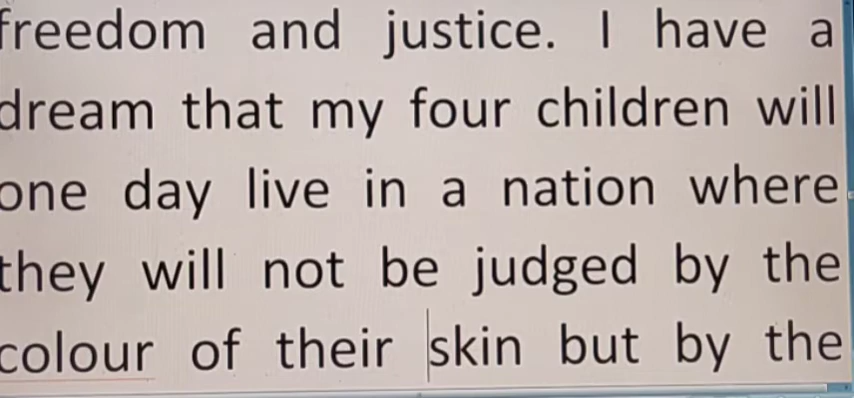 freedom and justice. I have a
dream that my four children will
one day live in a nation where
they will not be judged by the
colour of their skin but by the